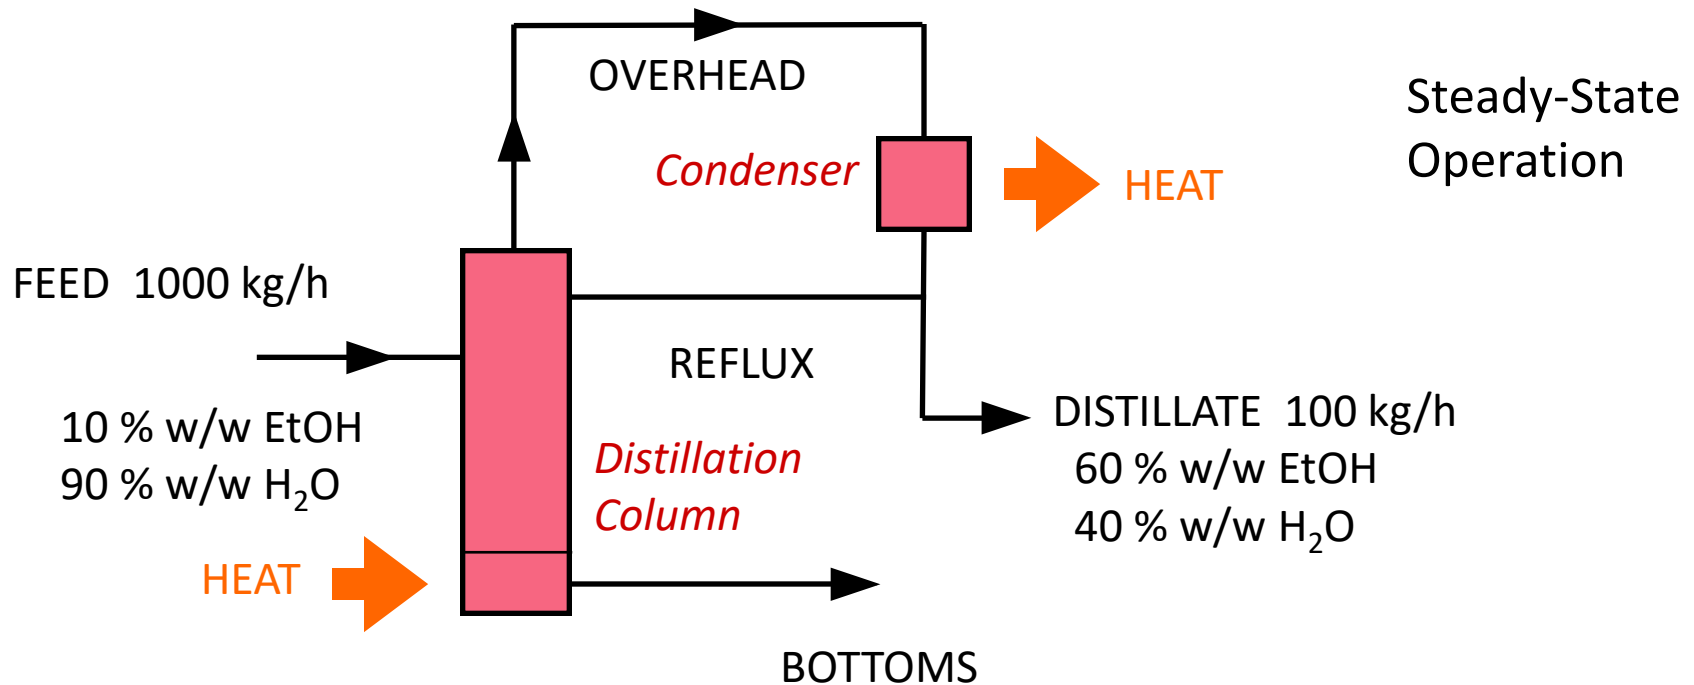 OVERHEAD
Steady-State
Operation
Condenser
HEAT
FEED 1000 kg/h
REFLUX
10 % w/w EtOH
90 % w/w H₂O
DISTILLATE 100 kg/h
60 % w/w EtOH
40 % w/w H₂O
Distillation
Column
HEAT
BOTTOMS